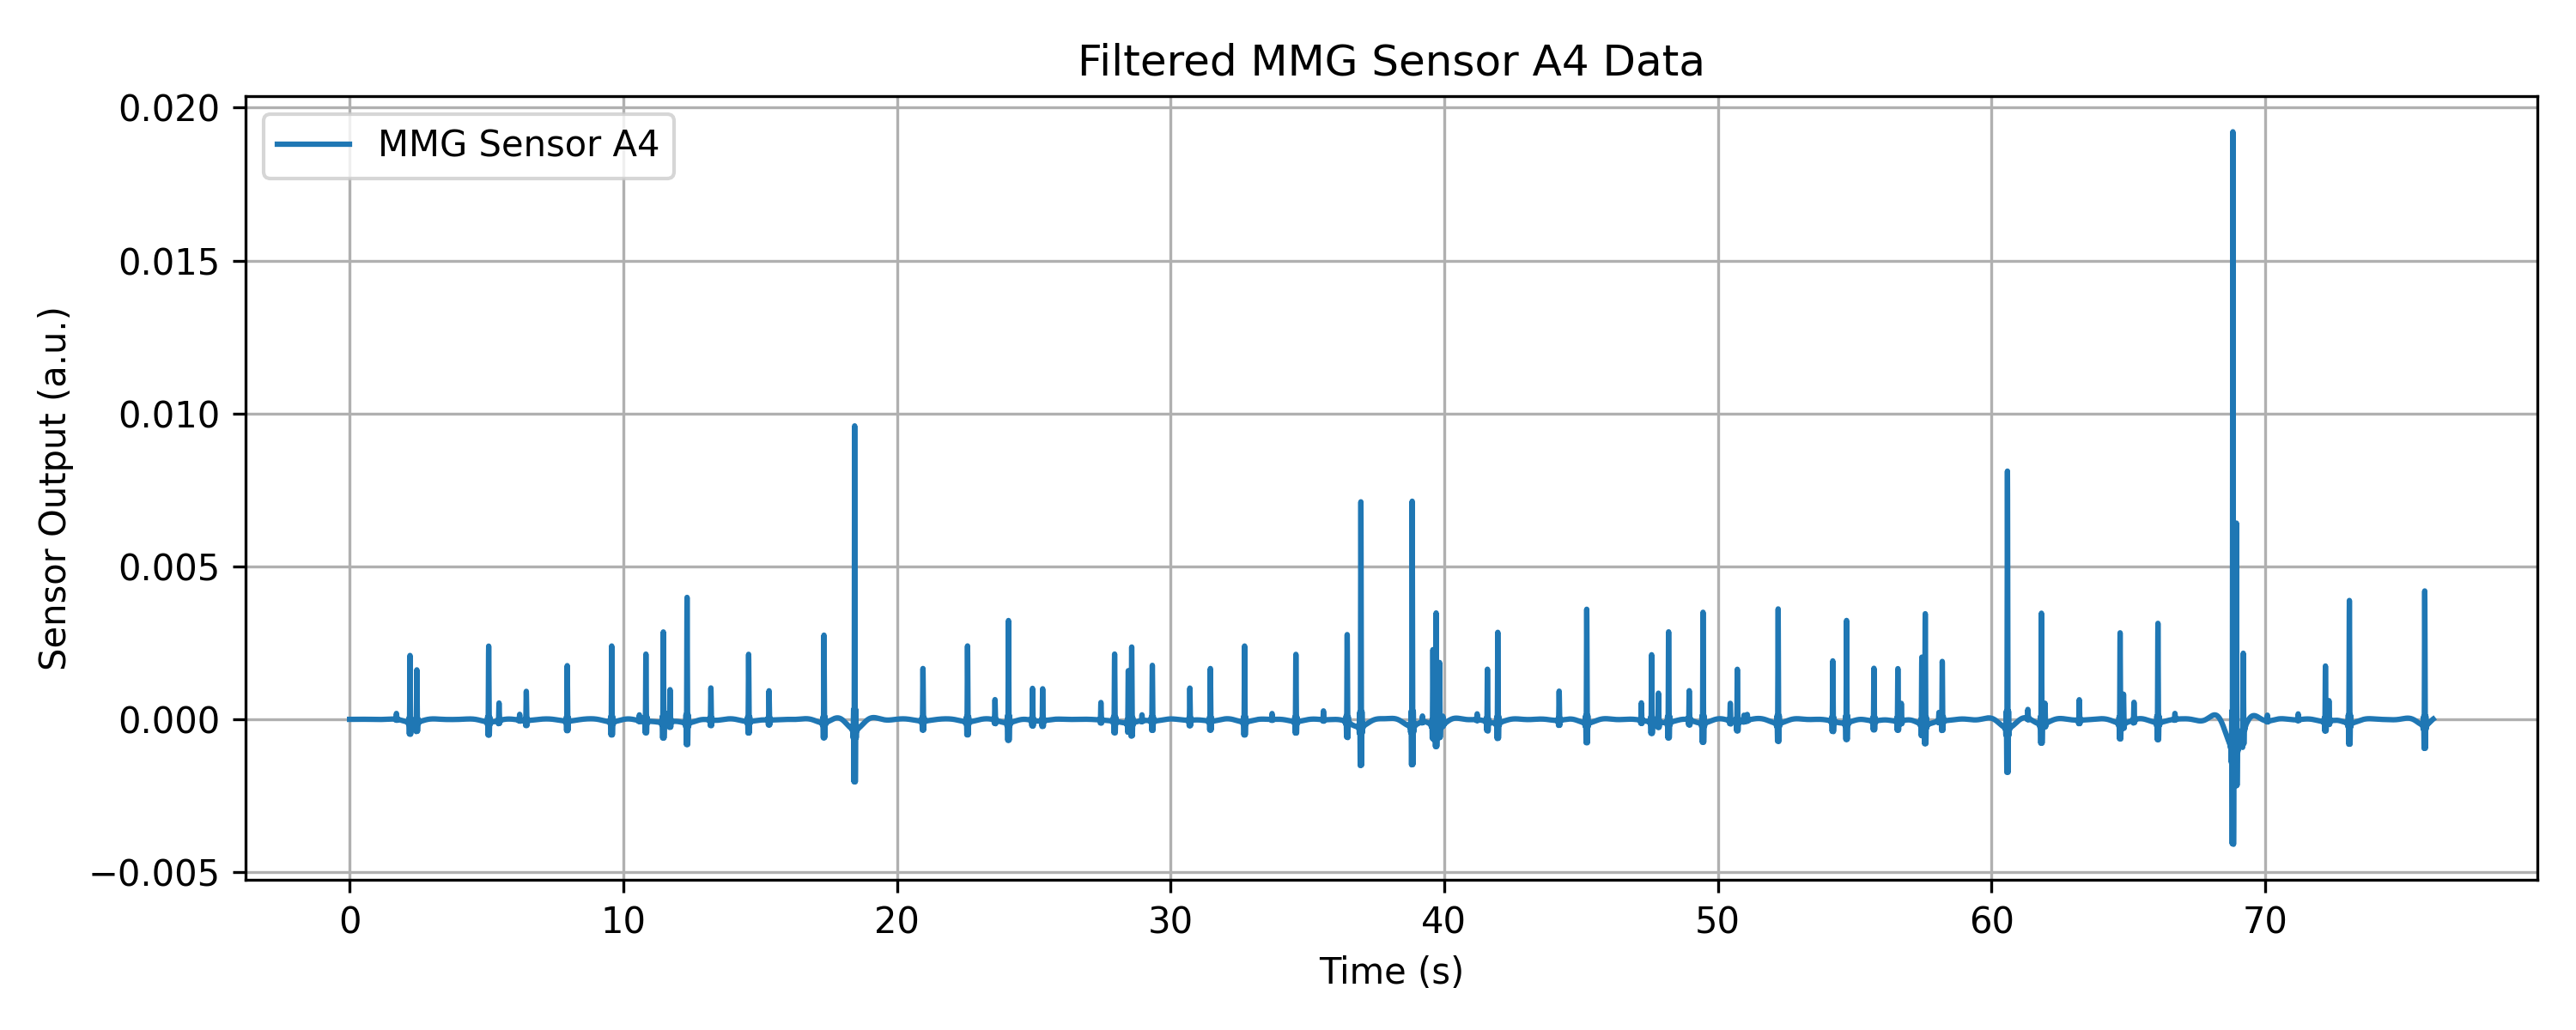 Filtered MMG Sensor A4 Data
MMG Sensor A4
Sensor Output (a.u.)
0.020
0.015
0.010
0.005
0.000
−0.005
0 10 20 30 40 50 60 70
Time (s)